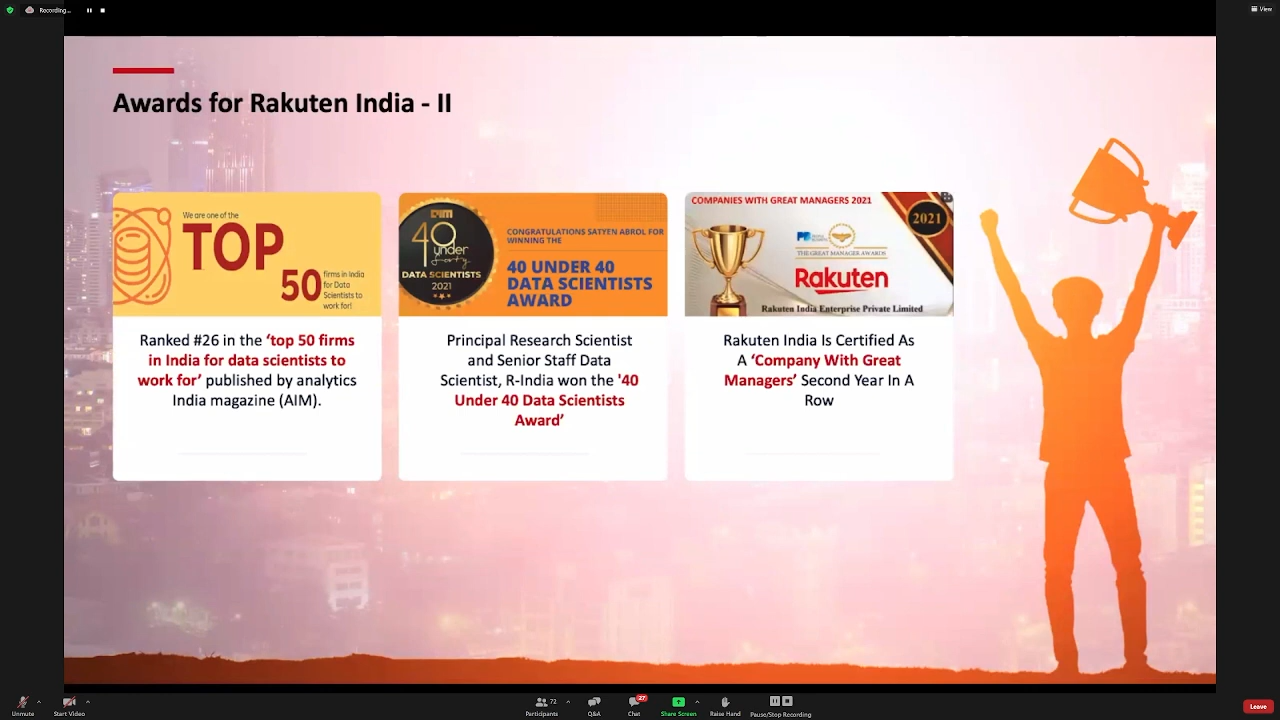 Recording...
View
Awards for Rakuten India - II
We are one of the
TOP
50
firms in India
for Data
Scientists to
work for!
Ranked #26 in the ‘top 50 firms
in India for data scientists to
work for’ published by analytics
India magazine (AIM).
AIM
40
under
forty
DATA SCIENTISTS
2021
CONGRATULATIONS SATYEN ABROL FOR
WINNING THE
40 UNDER 40
DATA SCIENTISTS
AWARD
Principal Research Scientist
and Senior Staff Data
Scientist, R-India won the '40
Under 40 Data Scientists
Award’
COMPANIES WITH GREAT MANAGERS 2021
2021
THE GREAT MANAGER AWARDS
Rakuten
Rakuten India Enterprise Private Limited
Rakuten India Is Certified As
A ‘Company With Great
Managers’ Second Year In A
Row
Unmute
Start Video
72
Participants
Q&A
27
Chat
Share Screen
Raise Hand
Pause/Stop Recording
Leave